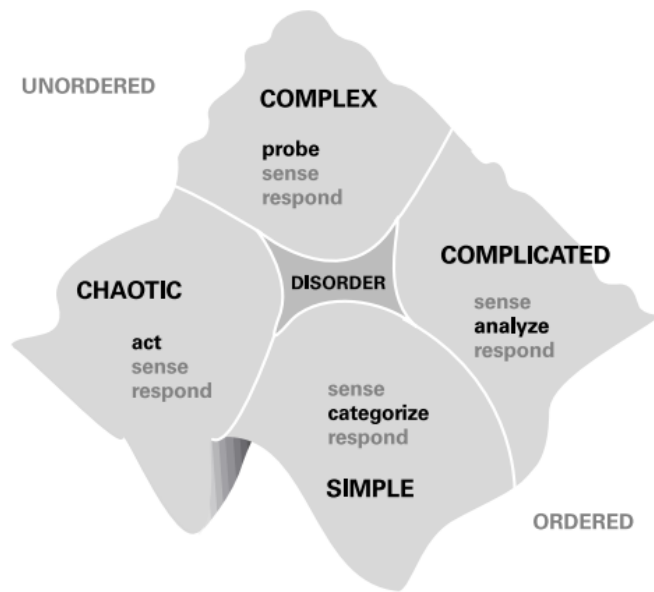 UNORDERED
COMPLEX
probe
sense
respond
COMPLICATED
sense
analyze
respond
DISORDER
CHAOTIC
act
sense
respond
sense
categorize
respond
SIMPLE
ORDERED